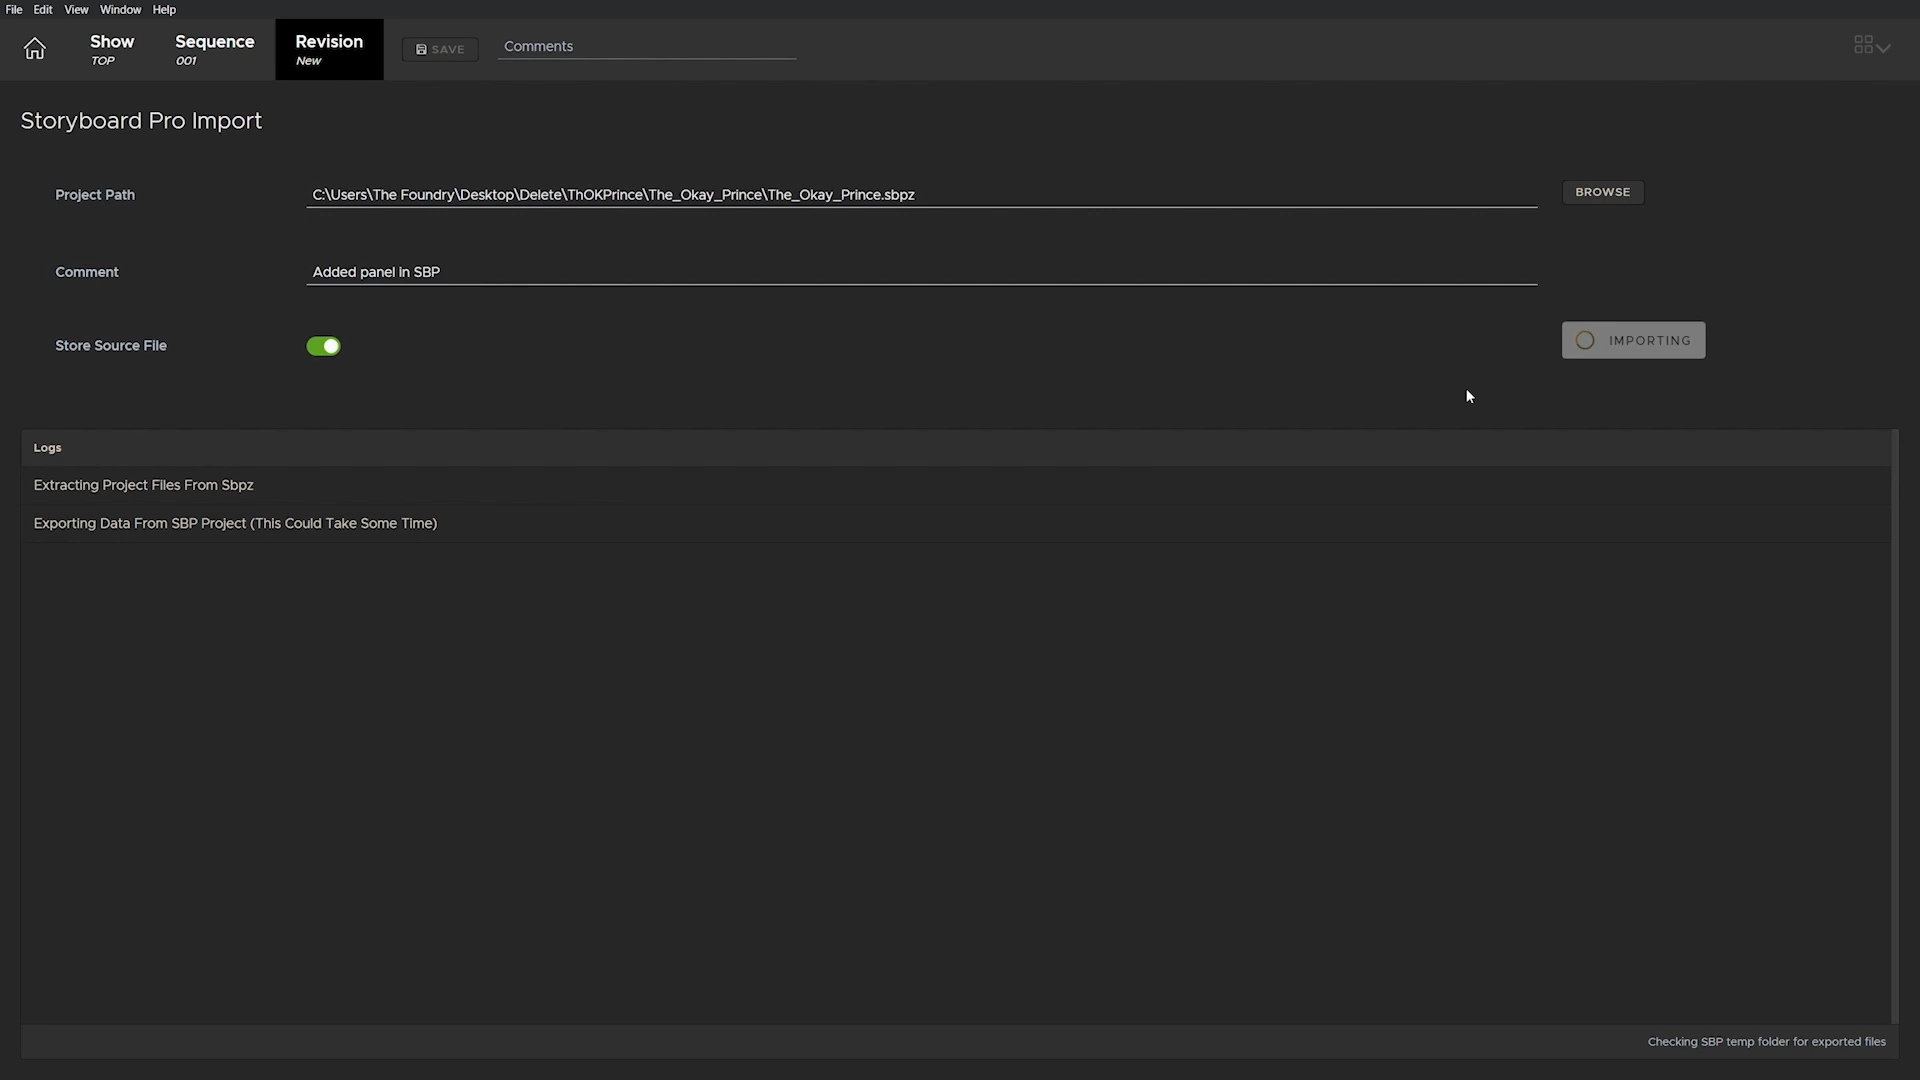 File Edit View Window Help
Show Sequence Revision SAVE Comments
TOP 001 New
Storyboard Pro Import
Project Path C:\Users\The Foundry\Desktop\Delete\ThOKPrince\The_Okay_Prince\The_Okay_Prince.sbpz BROWSE
Comment Added panel in SBP
Store Source File IMPORTING
Logs
Extracting Project Files From Sbpz
Exporting Data From SBP Project (This Could Take Some Time)
Checking SBP temp folder for exported files